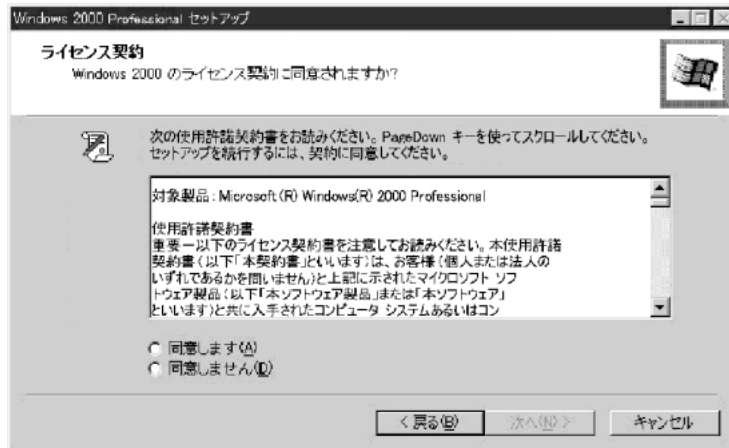 Windows 2000 Professional セットアップ
ライセンス契約
Windows 2000 のライセンス契約に同意されますか?
次の使用許諾契約書をお読みください。PageDown キーを使ってスクロールしてください。
セットアップを続行するには、契約に同意してください。
対象製品 : Microsoft (R) Windows(R) 2000 Professional
使用許諾契約書
重要ー以下のライセンス契約書を注意してお読みください。本使用許諾
契約書 (以下「本契約書」といいます)は、お客様 (個人または法人の
いずれであるかを問いません)と上記に示されたマイクロソフト ソフ
トウェア製品 (以下「本ソフトウェア製品」または「本ソフトウェア」
といいます)と共に入手されたコンピュータ システムあるいはコン
同意します(A)
同意しません(D)
< 戻る(B)
次へ(N) >
キャンセル